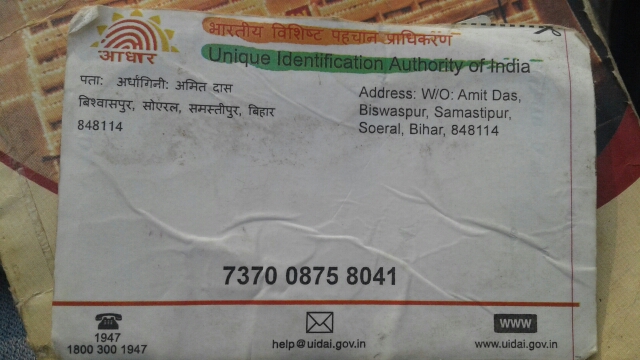 भारतीय विशिष्ट पहचान प्राधिकरण
आधार
Unique Identification Authority of India
पता: अर्धागिनी: अमित दास
बिश्वासपुर, सोएरल, समस्तीपुर, बिहार
848114
Address: W/O: Amit Das,
Biswaspur, Samastipur,
Soeral, Bihar, 848114
7370 0875 8041
1947
1800 300 1947
help@uidai.gov.in
WWW
www.uidai.gov.in